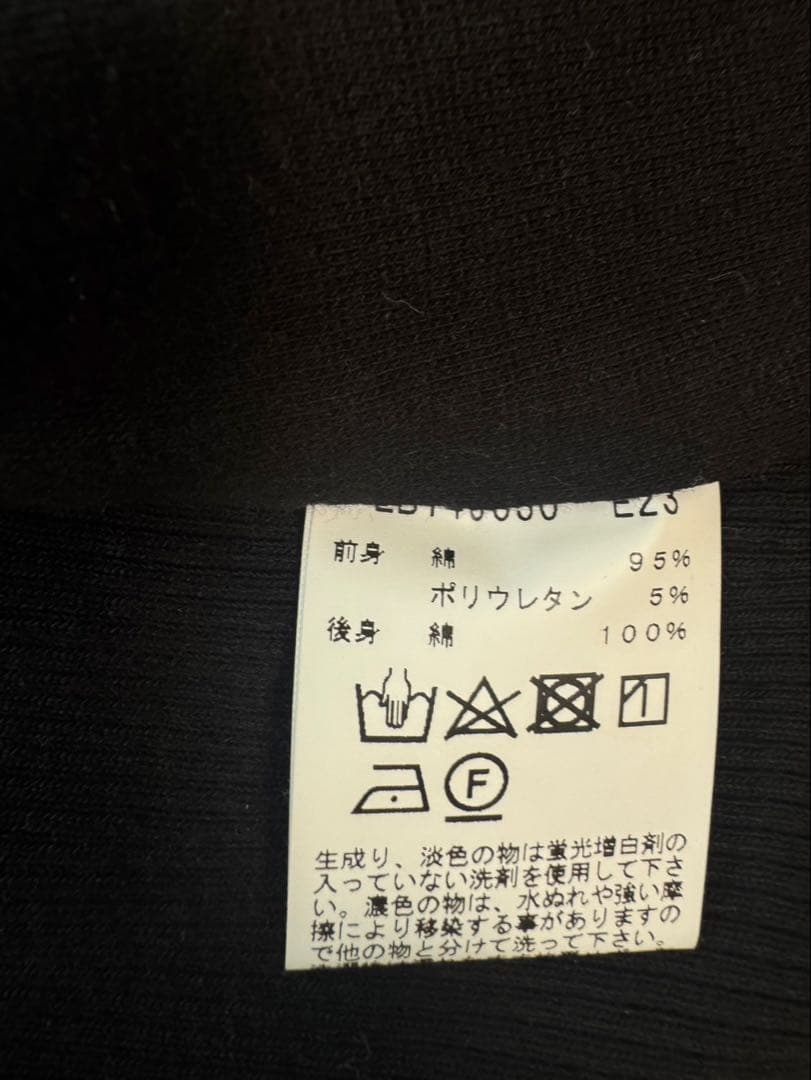 EZ3
前身 綿 95%
ポリウレタン 5%
後身 綿 100%
F
生成り、淡色の物は蛍光増白剤の
入っていない洗剤を使用して下さ
い。濃色の物は、水ぬれや強い摩
擦により移染する事がありますの
で他の物と分けて洗って下さい。